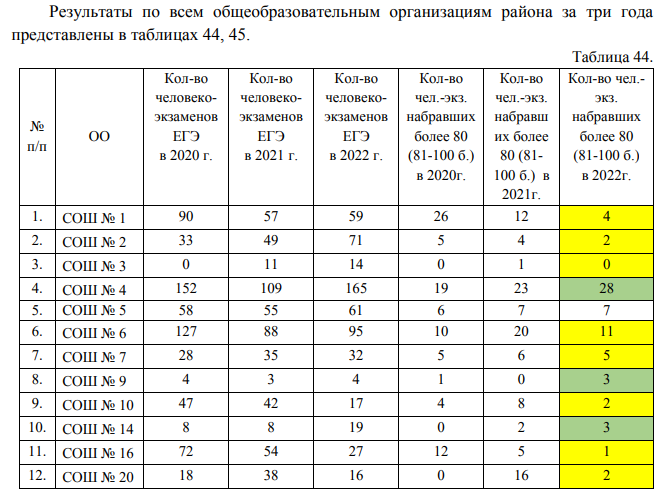 Результаты по всем общеобразовательным организациям района за три года
представлены в таблицах 44, 45.
Таблица 44.
№ п/п | ОО | Кол-во человеко-экзаменов ЕГЭ в 2020 г. | Кол-во человеко-экзаменов ЕГЭ в 2021 г. | Кол-во человеко-экзаменов ЕГЭ в 2022 г. | Кол-во чел.-экз. набравших более 80 (81-100 б.) в 2020г. | Кол-во чел.-экз. набравш их более 80 (81-100 б.) в 2021г. | Кол-во чел.-экз. набравших более 80 (81-100 б.) в 2022г.
1. СОШ № 1 90 57 59 26 12 4
2. СОШ № 2 33 49 71 5 4 2
3. СОШ № 3 0 11 14 0 1 0
4. СОШ № 4 152 109 165 19 23 28
5. СОШ № 5 58 55 61 6 7 7
6. СОШ № 6 127 88 95 10 20 11
7. СОШ № 7 28 35 32 5 6 5
8. СОШ № 9 4 3 4 1 0 3
9. СОШ № 10 47 42 17 4 8 2
10. СОШ № 14 8 8 19 0 2 3
11. СОШ № 16 72 54 27 12 5 1
12. СОШ № 20 18 38 16 0 16 2